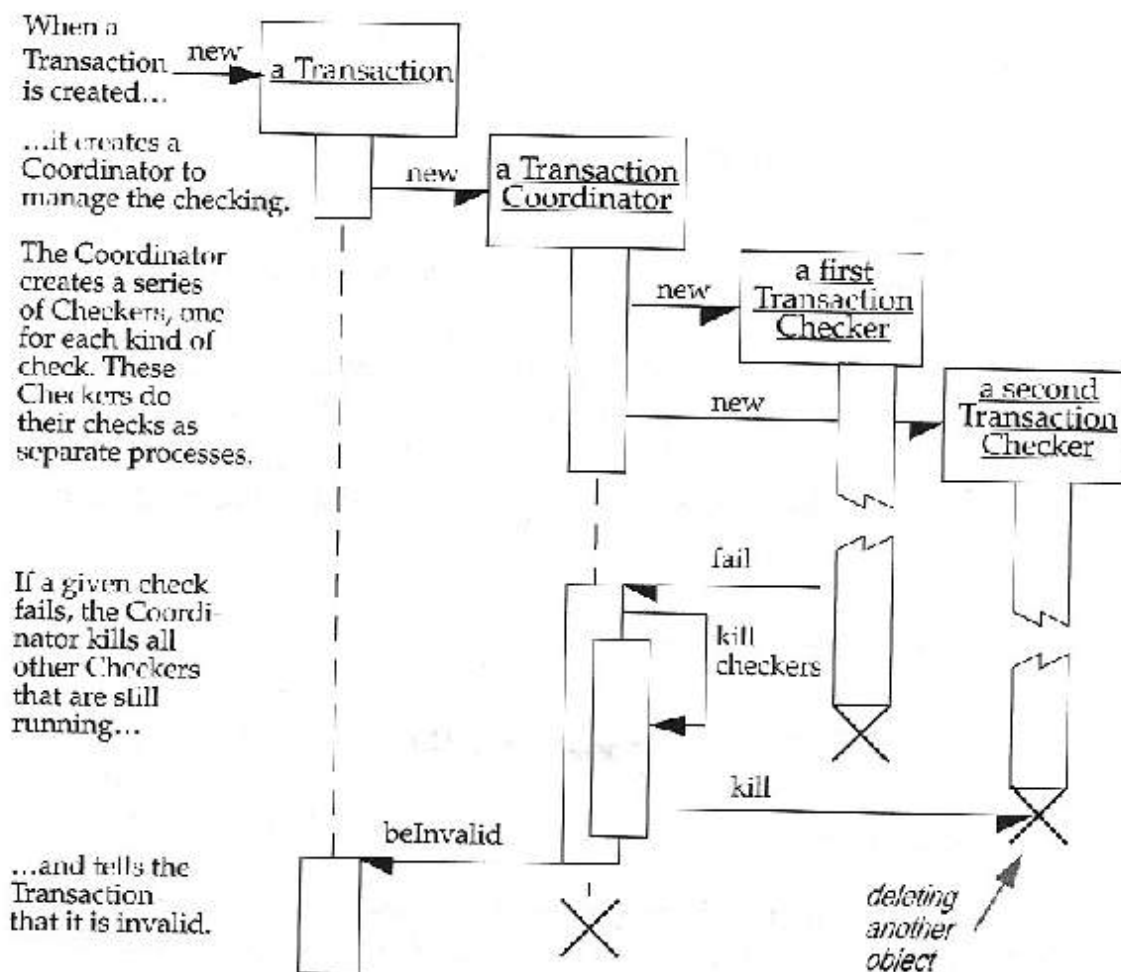 When a
Transaction
is created...
new
a Transaction
...it creates a
Coordinator to
manage the checking.
new
a Transaction
Coordinator
The Coordinator
creates a series
of Checkers, one
for each kind of
check. These
Checkers do
their checks as
separate processes.
new
a first
Transaction
Checker
new
a second
Transaction
Checker
If a given check
fails, the Coordi-
nator kills all
other Checkers
that are still
running...
fail
kill
checkers
kill
beInvalid
...and tells the
Transaction
that it is invalid.
deleting
another
object